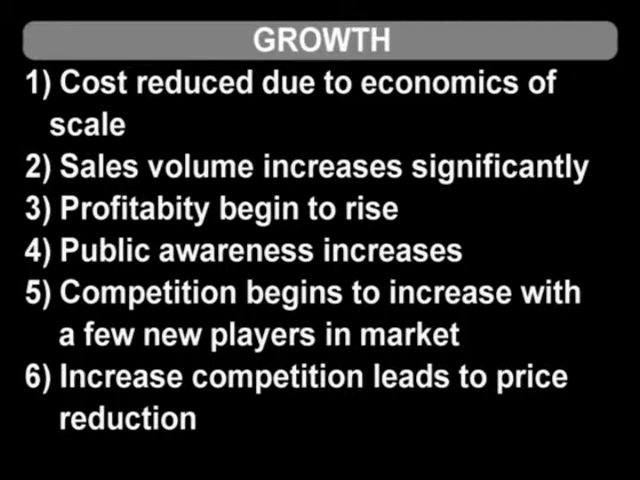 GROWTH
1) Cost reduced due to economics of
scale
2) Sales volume increases significantly
3) Profitabity begin to rise
4) Public awareness increases
5) Competition begins to increase with
a few new players in market
6) Increase competition leads to price
reduction